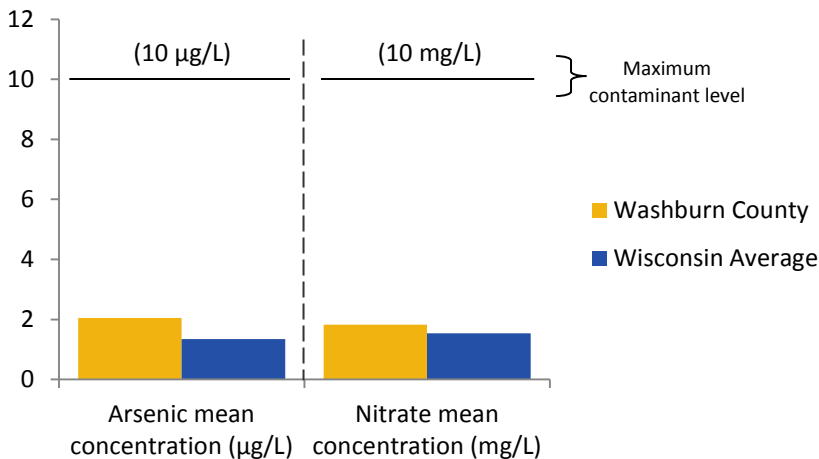 12
10
8
6
4
2
0
(10 µg/L)
(10 mg/L)
Maximum
contaminant level
Washburn County
Wisconsin Average
Arsenic mean
concentration (µg/L)
Nitrate mean
concentration (mg/L)